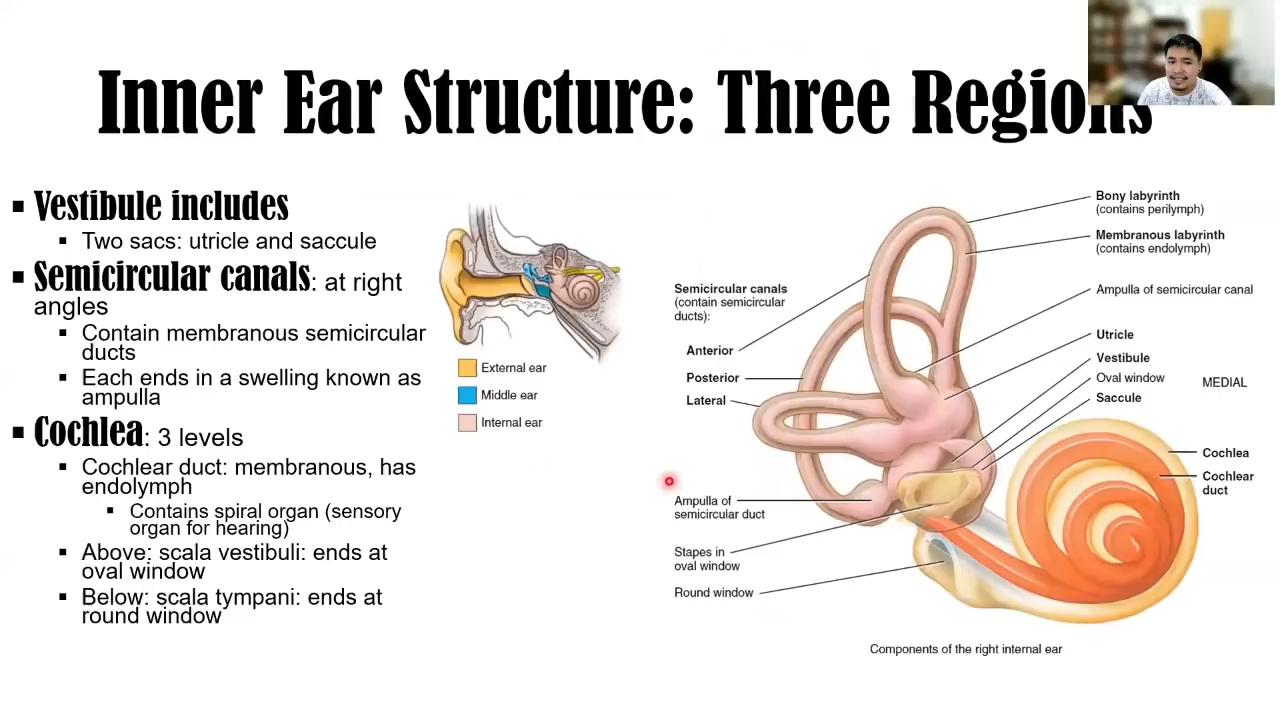 Inner Ear Structure: Three Regions
▪ Vestibule includes
▪ Two sacs: utricle and saccule
▪ Semicircular canals: at right
angles
▪ Contain membranous semicircular
ducts
▪ Each ends in a swelling known as
ampulla
▪ Cochlea: 3 levels
▪ Cochlear duct: membranous, has
endolymph
▪ Contains spiral organ (sensory
organ for hearing)
▪ Above: scala vestibuli: ends at
oval window
▪ Below: scala tympani: ends at
round window
External ear
Middle ear
Internal ear
Semicircular canals
(contain semicircular
ducts):
Anterior
Posterior
Lateral
Ampulla of
semicircular duct
Stapes in
oval window
Round window
Bony labyrinth
(contains perilymph)
Membranous labyrinth
(contains endolymph)
Ampulla of semicircular canal
Utricle
Vestibule
Oval window
Saccule
MEDIAL
Cochlea
Cochlear
duct
Components of the right internal ear